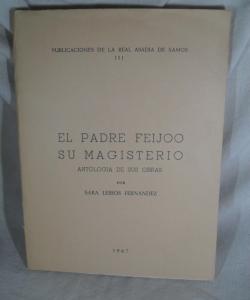 PUBLICACIONES DE LA REAL ABADIA DE SAMOS
III
EL PADRE FEIJOO
SU MAGISTERIO
ANTOLOGIA DE SUS OBRAS
POR
SARA LEIROS FERNANDEZ
1967